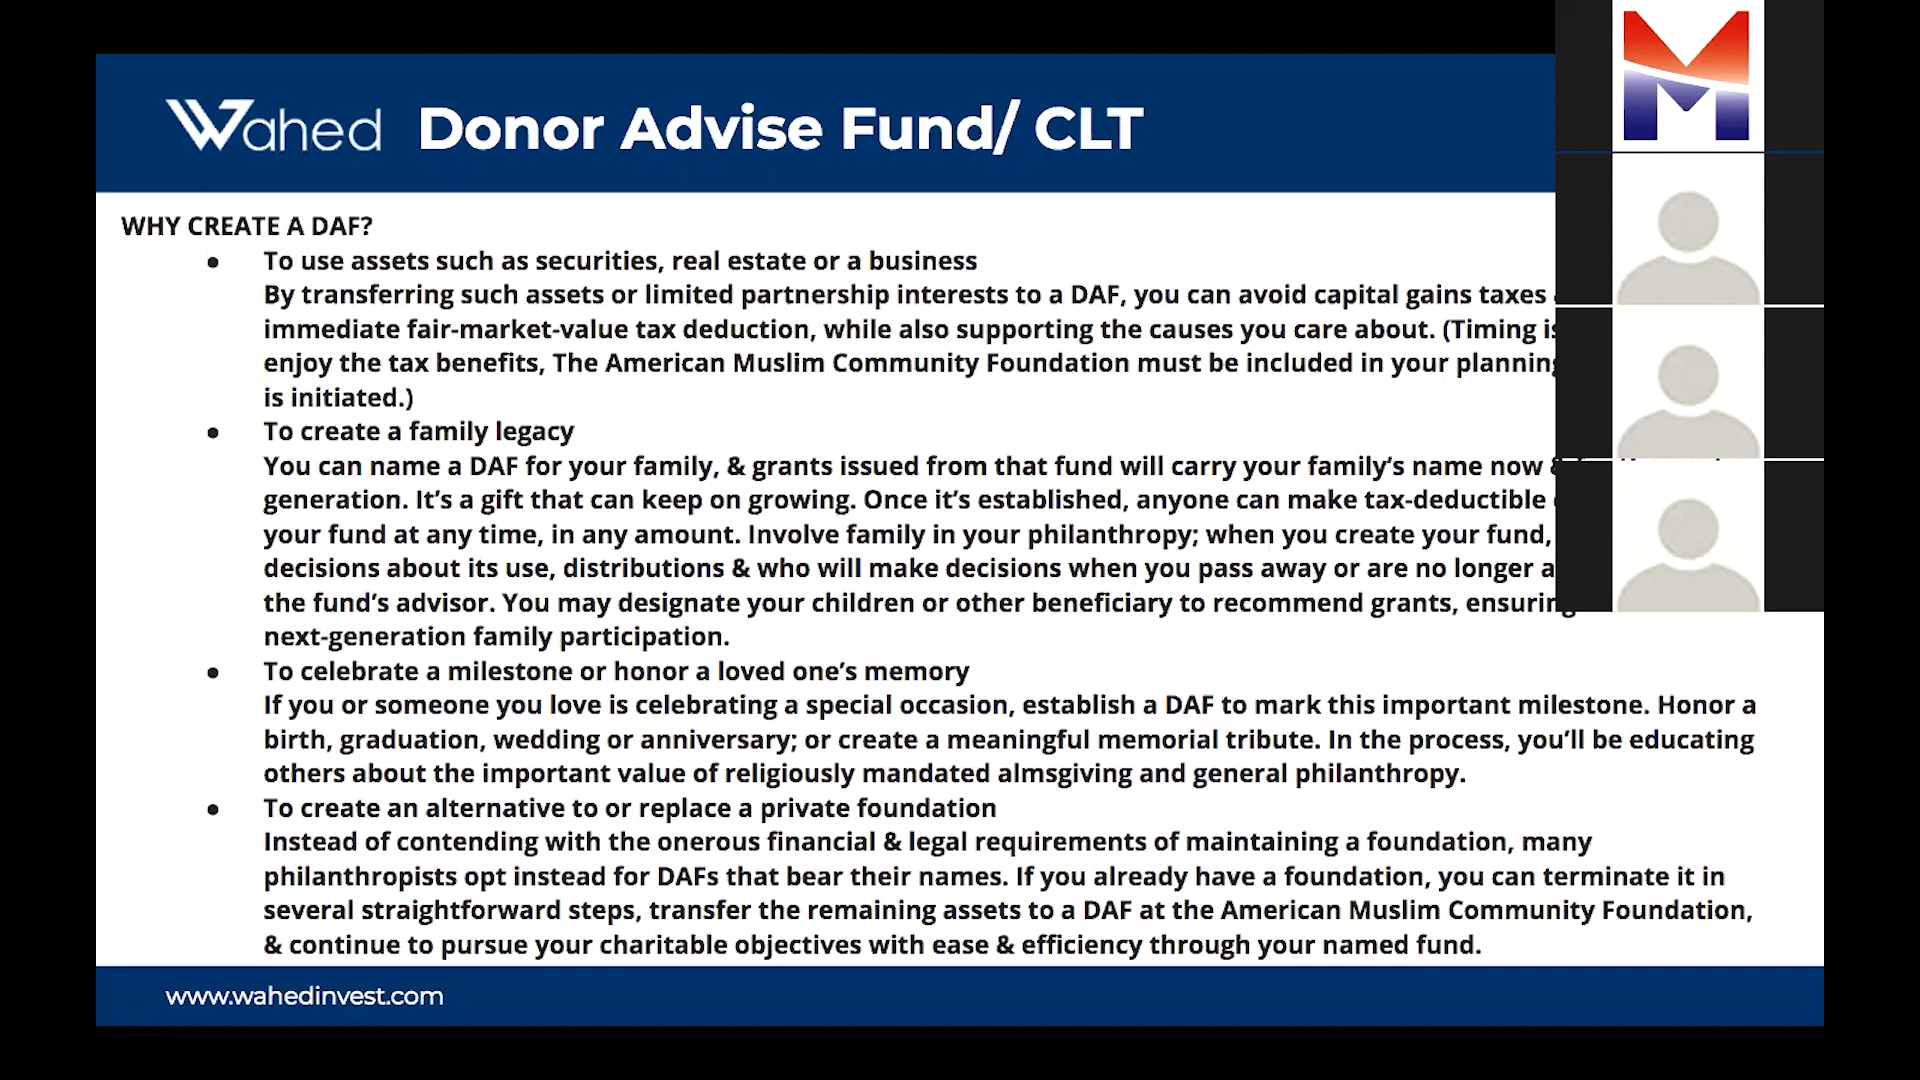 Wahed Donor Advise Fund/ CLT
WHY CREATE A DAF?
● To use assets such as securities, real estate or a business
By transferring such assets or limited partnership interests to a DAF, you can avoid capital gains taxes
immediate fair-market-value tax deduction, while also supporting the causes you care about. (Timing is
enjoy the tax benefits, The American Muslim Community Foundation must be included in your planning
is initiated.)
● To create a family legacy
You can name a DAF for your family, & grants issued from that fund will carry your family’s name now
generation. It’s a gift that can keep on growing. Once it’s established, anyone can make tax-deductible
your fund at any time, in any amount. Involve family in your philanthropy; when you create your fund,
decisions about its use, distributions & who will make decisions when you pass away or are no longer
the fund’s advisor. You may designate your children or other beneficiary to recommend grants, ensuring
next-generation family participation.
● To celebrate a milestone or honor a loved one’s memory
If you or someone you love is celebrating a special occasion, establish a DAF to mark this important milestone. Honor a
birth, graduation, wedding or anniversary; or create a meaningful memorial tribute. In the process, you’ll be educating
others about the important value of religiously mandated almsgiving and general philanthropy.
● To create an alternative to or replace a private foundation
Instead of contending with the onerous financial & legal requirements of maintaining a foundation, many
philanthropists opt instead for DAFs that bear their names. If you already have a foundation, you can terminate it in
several straightforward steps, transfer the remaining assets to a DAF at the American Muslim Community Foundation,
& continue to pursue your charitable objectives with ease & efficiency through your named fund.
www.wahedinvest.com
M